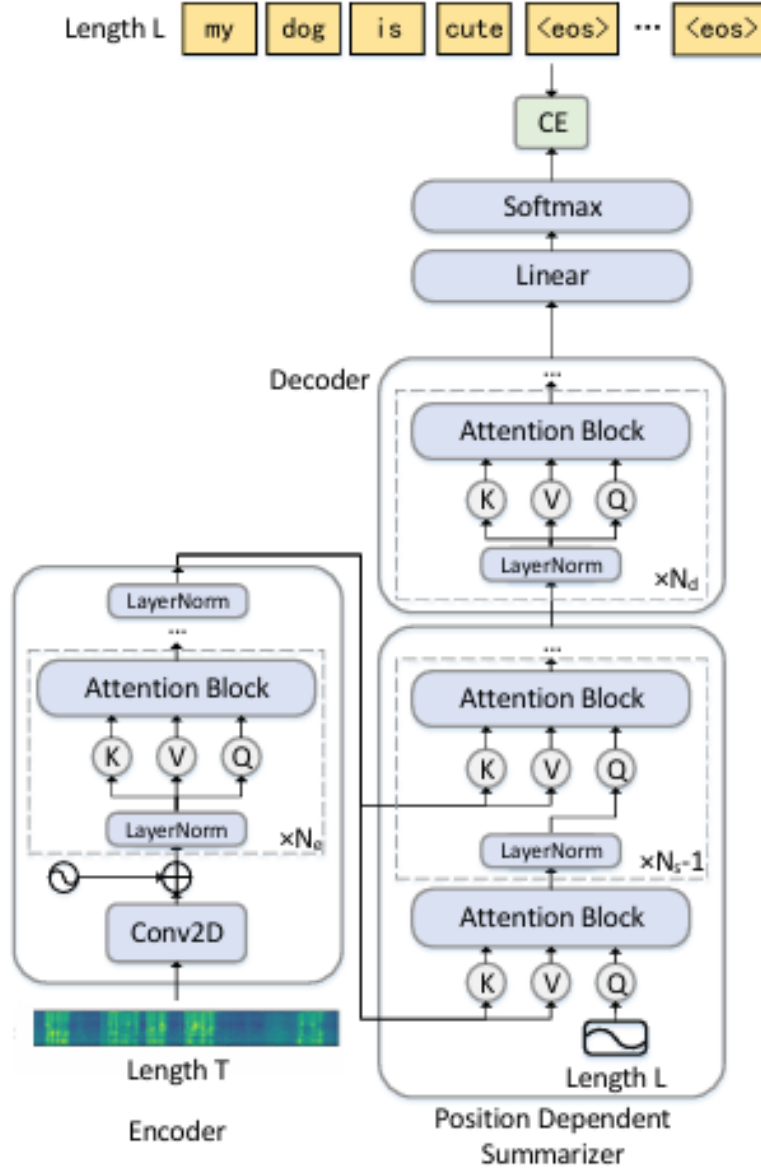 Length L my dog is cute <eos> ... <eos>
CE
Softmax
Linear
Decoder
...
Attention Block
K V Q
LayerNorm
×Nd
LayerNorm
...
Attention Block
K V Q
LayerNorm
×Ne
Conv2D
Length T
Encoder
...
Attention Block
K V Q
LayerNorm
×Ns-1
Attention Block
K V Q
Length L
Position Dependent
Summarizer